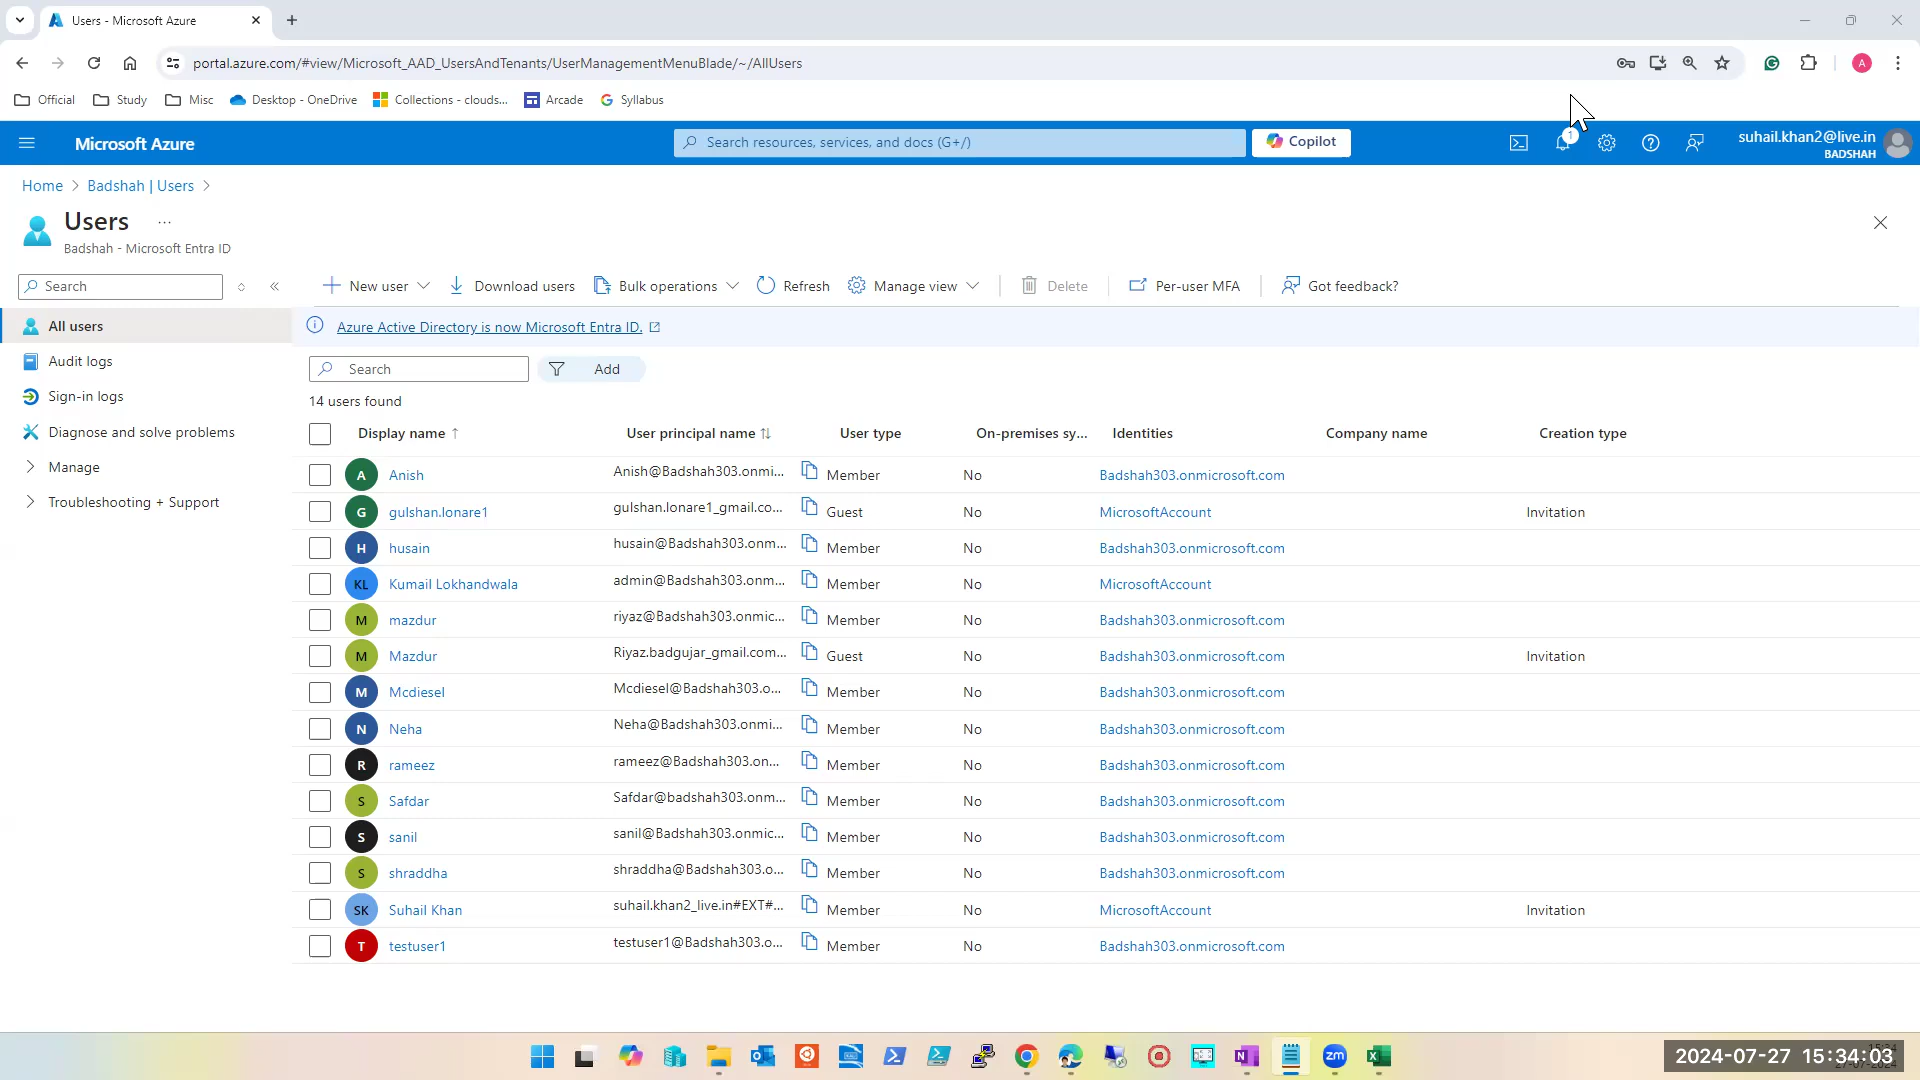 Users - Microsoft Azure
portal.azure.com/#view/Microsoft_AAD_UsersAndTenants/UserManagementMenuBlade/~/AllUsers
A
Official Study Misc Desktop - OneDrive Collections - clouds... Arcade Syllabus
Microsoft Azure
Search resources, services, and docs (G+/)
Copilot
1
suhail.khan2@live.in
BADSHAH
Home > Badshah | Users >
Users ...
Badshah - Microsoft Entra ID
Search
New user Download users Bulk operations Refresh Manage view Delete Per-user MFA Got feedback?
All users
Audit logs
Sign-in logs
Diagnose and solve problems
Manage
Troubleshooting + Support
Azure Active Directory is now Microsoft Entra ID.
Search Add
14 users found
Display name ↑ User principal name ↑↓ User type On-premises sy... Identities Company name Creation type
A Anish Anish@Badshah303.onmi... Member No Badshah303.onmicrosoft.com
G gulshan.lonare1 gulshan.lonare1_gmail.co... Guest No MicrosoftAccount Invitation
H husain husain@Badshah303.onm... Member No Badshah303.onmicrosoft.com
KL Kumail Lokhandwala admin@Badshah303.onm... Member No MicrosoftAccount
M mazdur riyaz@Badshah303.onmic... Member No Badshah303.onmicrosoft.com
M Mazdur Riyaz.badgujar_gmail.com... Guest No Badshah303.onmicrosoft.com Invitation
M Mcdiesel Mcdiesel@Badshah303.o... Member No Badshah303.onmicrosoft.com
N Neha Neha@Badshah303.onmi... Member No Badshah303.onmicrosoft.com
R rameez rameez@Badshah303.on... Member No Badshah303.onmicrosoft.com
S Safdar Safdar@badshah303.onm... Member No Badshah303.onmicrosoft.com
S sanil sanil@Badshah303.onmic... Member No Badshah303.onmicrosoft.com
S shraddha shraddha@Badshah303.o... Member No Badshah303.onmicrosoft.com
SK Suhail Khan suhail.khan2_live.in#EXT#... Member No MicrosoftAccount Invitation
T testuser1 testuser1@Badshah303.o... Member No Badshah303.onmicrosoft.com
zm
2024-07-27 15:34:03